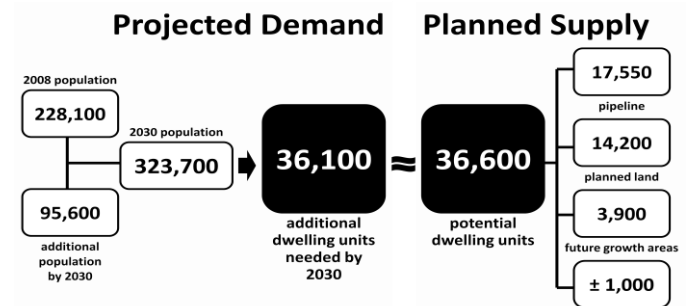 Projected Demand
Planned Supply
2008 population
228,100
95,600
additional
population
by 2030
2030 population
323,700
36,100
additional
dwelling units
needed by
2030
≈
36,600
potential
dwelling units
17,550
pipeline
14,200
planned land
3,900
future growth areas
± 1,000